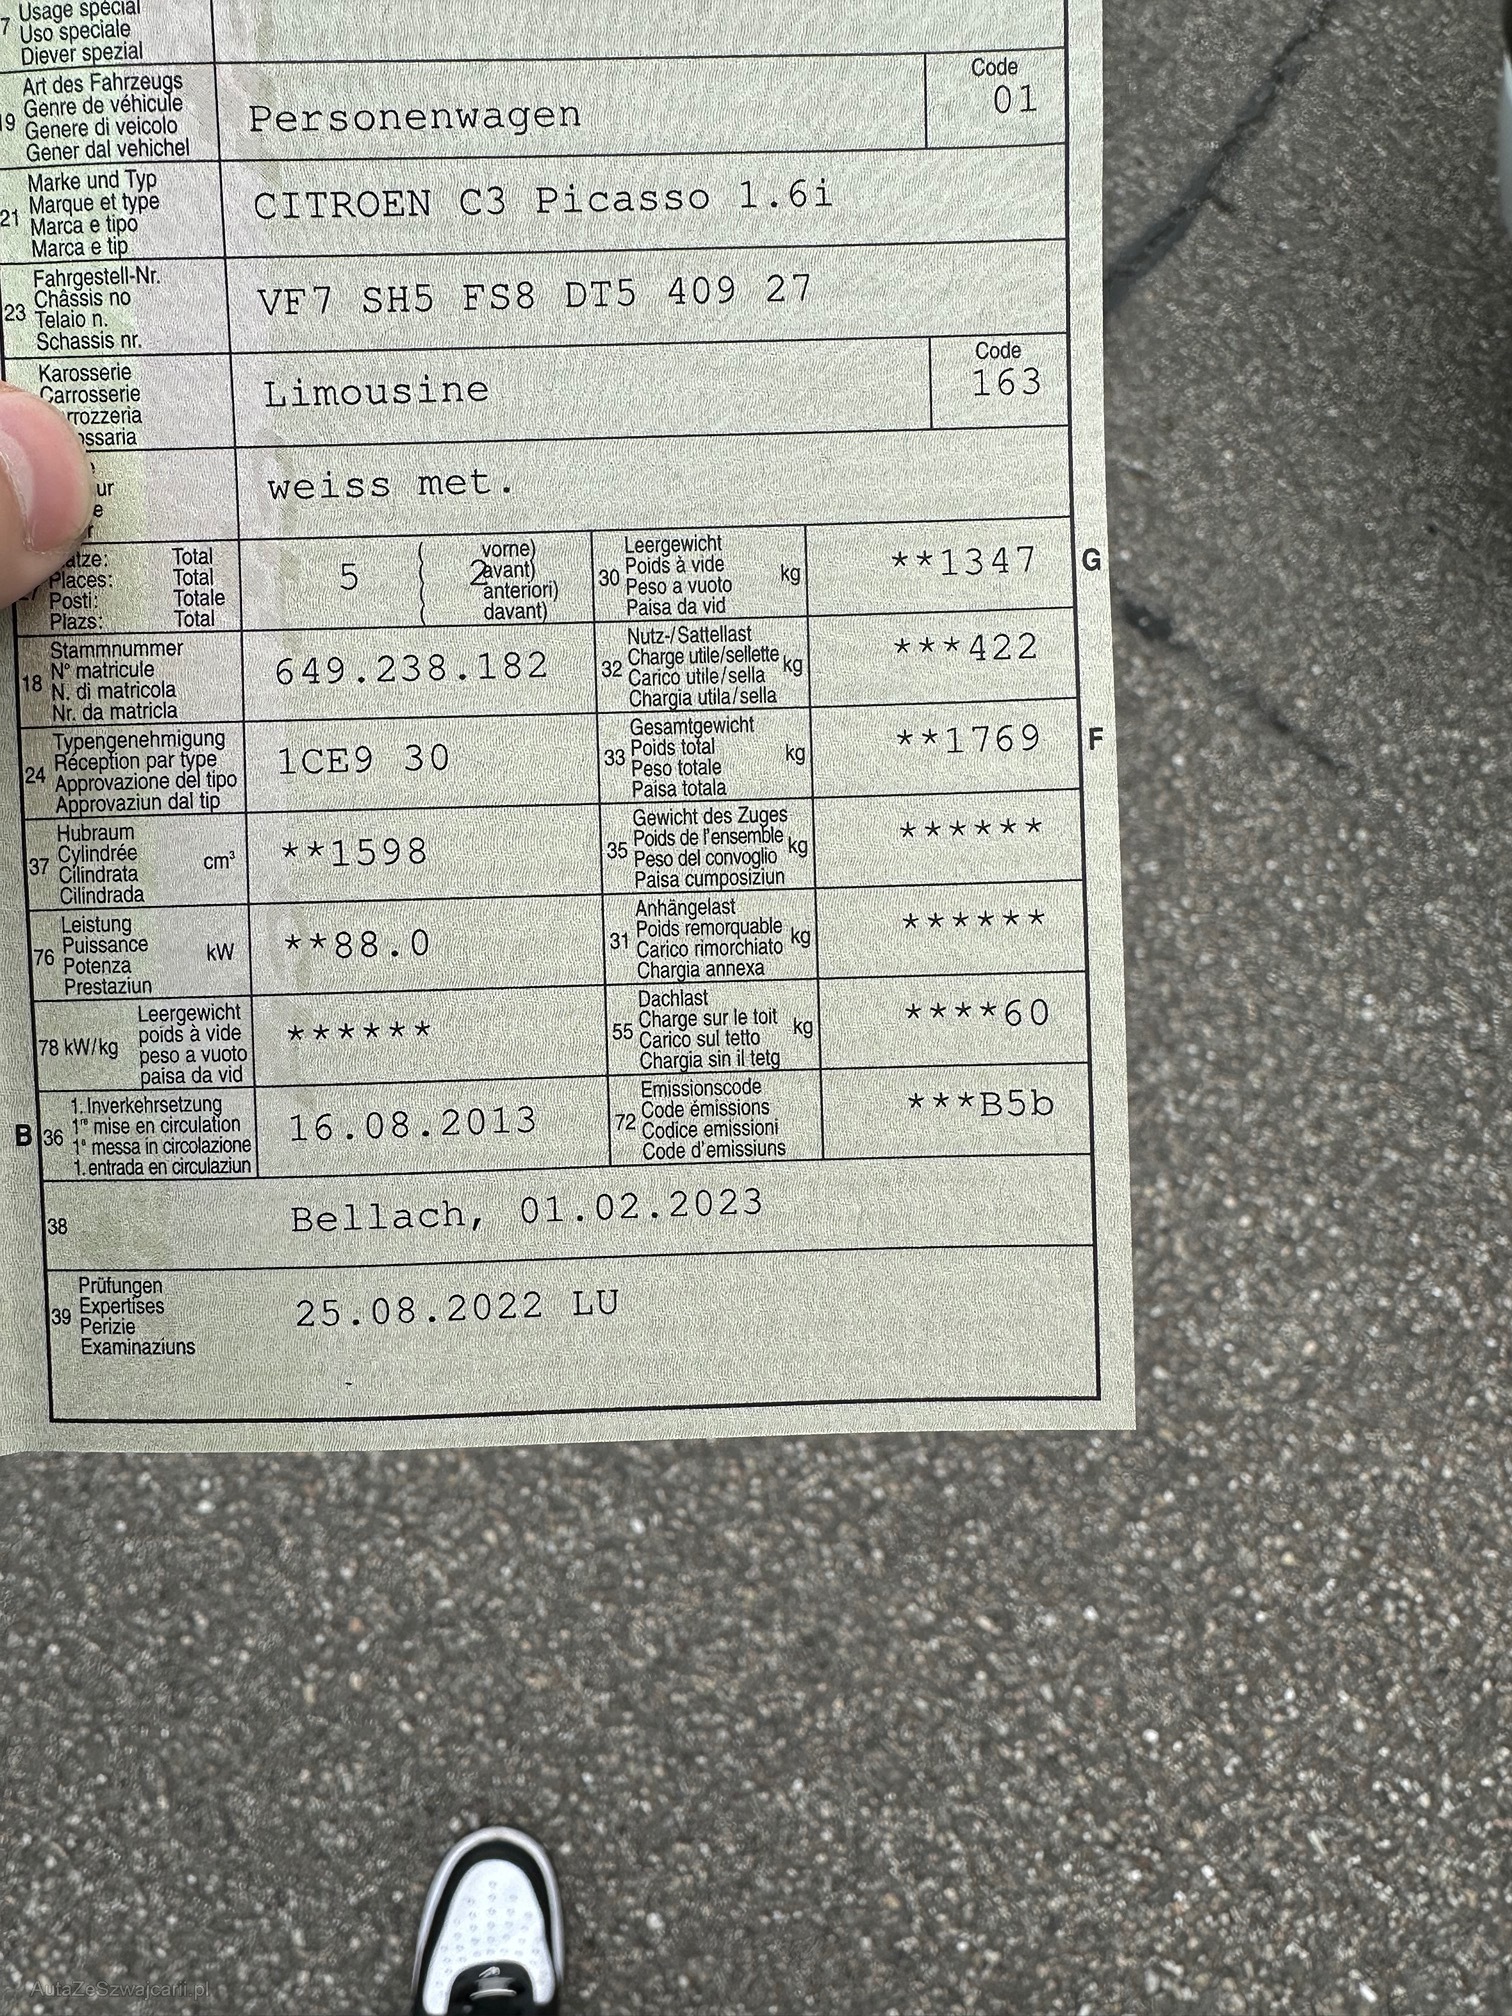 7 Usage spécial
Uso speciale
Diever spezial
19 Art des Fahrzeugs
Genre de véhicule
Genere di veicolo
Gener dal vehichel
Personenwagen
Code
01
21 Marke und Typ
Marque et type
Marca e tipo
Marca e tip
CITROEN C3 Picasso 1.6i
23 Fahrgestell-Nr.
Châssis no
Telaio n.
Schassis nr.
VF7 SH5 FS8 DT5 409 27
Karosserie
Carrosserie
rrozzeria
ossaria
Limousine
Code
163
ur
e
r
weiss met.
ätze: Total
Places: Total
Posti: Totale
Plazs: Total
5 ( 2 vorne)
( avant)
( anteriori)
( davant)
30 Leergewicht
Poids à vide kg
Peso a vuoto
Paisa da vid
**1347 G
18 Stammnummer
N° matricule
N. di matricola
Nr. da matricla
649.238.182
32 Nutz-/Sattellast
Charge utile/sellette kg
Carico utile/sella
Chargia utila/sella
***422
24 Typengenehmigung
Réception par type
Approvazione del tipo
Approvaziun dal tip
1CE9 30
33 Gesamtgewicht
Poids total kg
Peso totale
Paisa totala
**1769 F
37 Hubraum
Cylindrée cm³
Cilindrata
Cilindrada
**1598
35 Gewicht des Zuges
Poids de l'ensemble kg
Peso del convoglio
Paisa cumposiziun
******
76 Leistung
Puissance kW
Potenza
Prestaziun
**88.0
31 Anhängelast
Poids remorquable kg
Carico rimorchiato
Chargia annexa
******
78 kW/kg Leergewicht
poids à vide
peso a vuoto
paisa da vid
******
55 Dachlast
Charge sur le toit kg
Carico sul tetto
Chargia sin il tetg
****60
B 36 1. Inverkehrsetzung
1re mise en circulation
1a messa in circolazione
1. entrada en circulaziun
16.08.2013
72 Emissionscode
Code émissions
Codice emissioni
Code d'emissiuns
***B5b
38 Bellach, 01.02.2023
39 Prüfungen
Expertises
Perizie
Examinaziuns
25.08.2022 LU
AutaZeSzwajcarii.pl